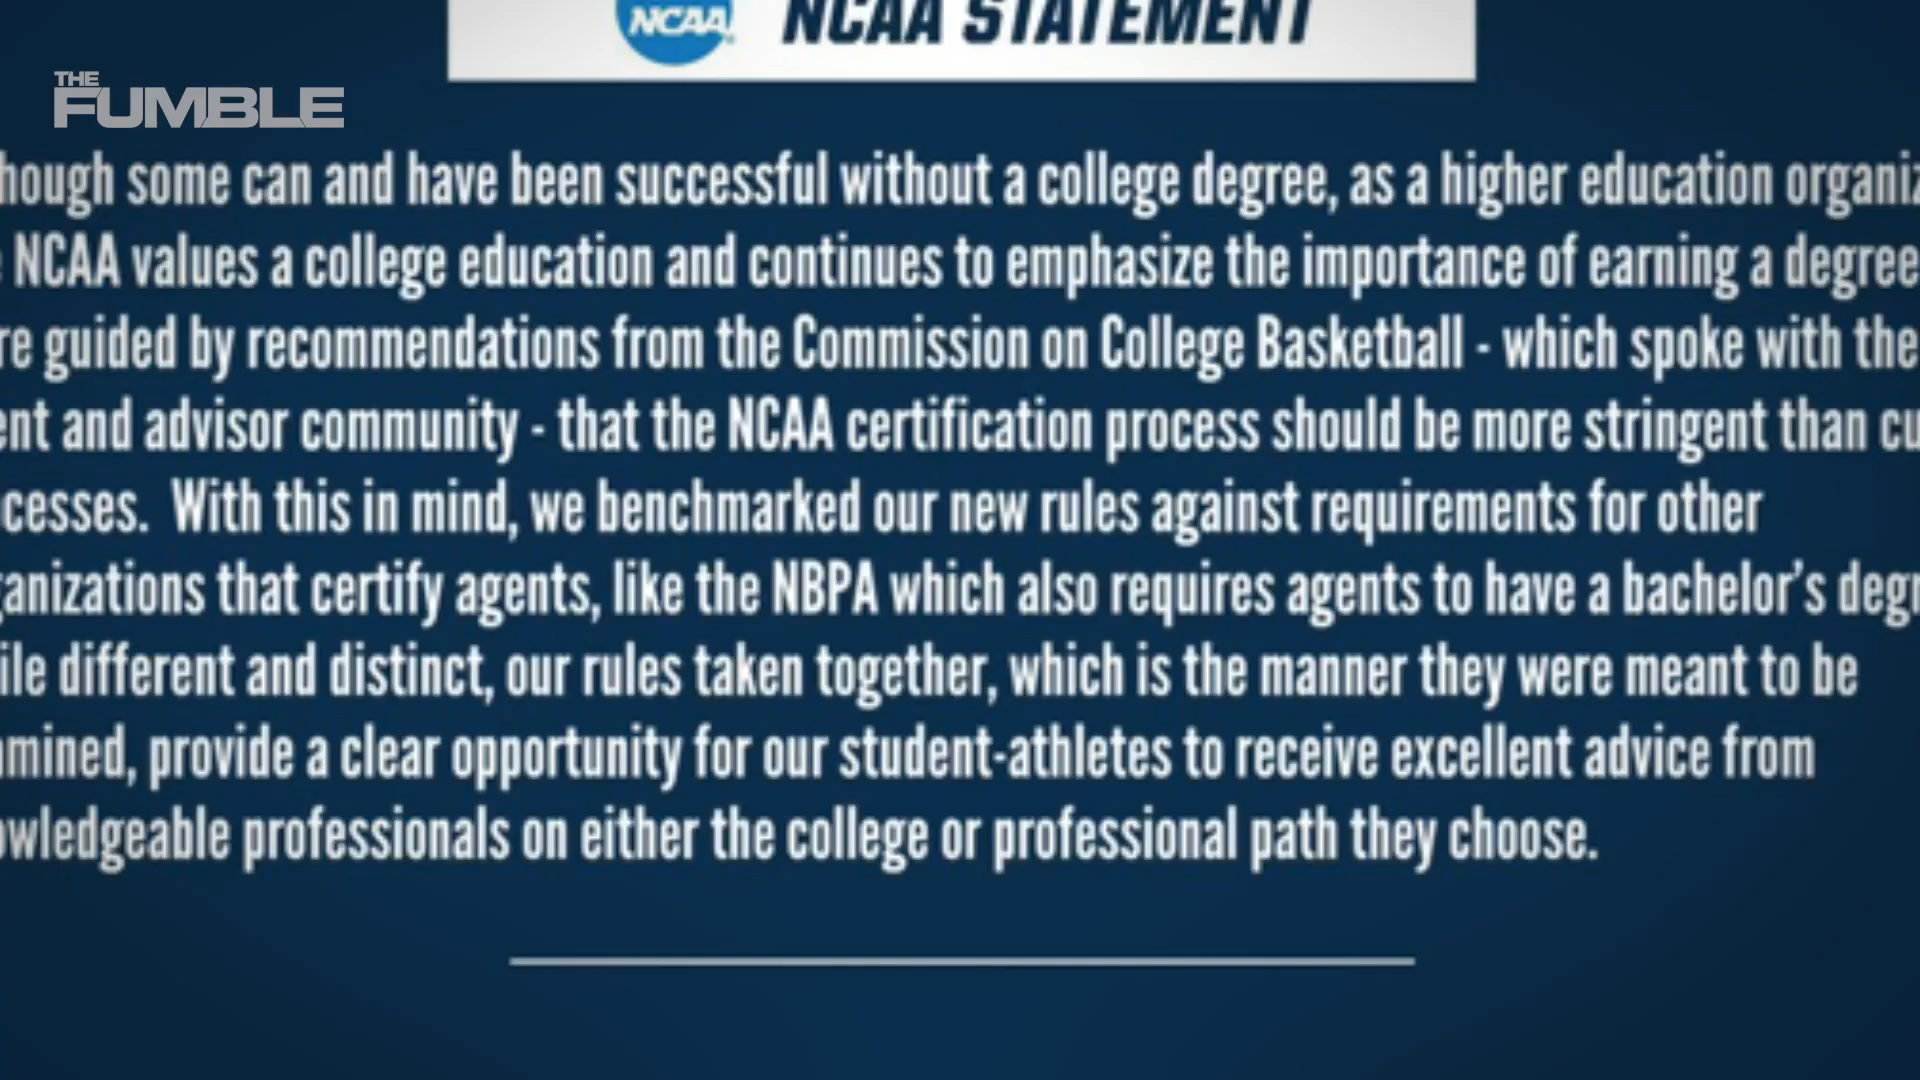 NCAA NCAA STATEMENT
THE
FUMBLE
hough some can and have been successful without a college degree, as a higher education organiz
NCAA values a college education and continues to emphasize the importance of earning a degree
re guided by recommendations from the Commission on College Basketball - which spoke with the
ent and advisor community - that the NCAA certification process should be more stringent than cu
cesses. With this in mind, we benchmarked our new rules against requirements for other
ganizations that certify agents, like the NBPA which also requires agents to have a bachelor's degr
ile different and distinct, our rules taken together, which is the manner they were meant to be
mined, provide a clear opportunity for our student-athletes to receive excellent advice from
owledgeable professionals on either the college or professional path they choose.